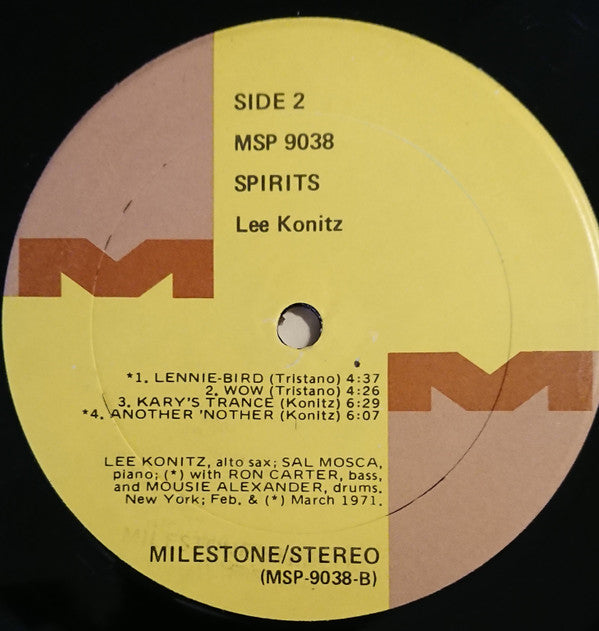 SIDE 2
MSP 9038
SPIRITS
Lee Konitz
*1. LENNIE-BIRD (Tristano) 4:37
2. WOW (Tristano) 4:26
3. KARY'S TRANCE (Konitz) 6:29
*4. ANOTHER 'NOTHER (Konitz) 6:07
LEE KONITZ, alto sax; SAL MOSCA,
piano; (*) with RON CARTER, bass,
and MOUSIE ALEXANDER, drums.
New York; Feb. & (*) March 1971.
MILESTONE/STEREO
(MSP-9038-B)